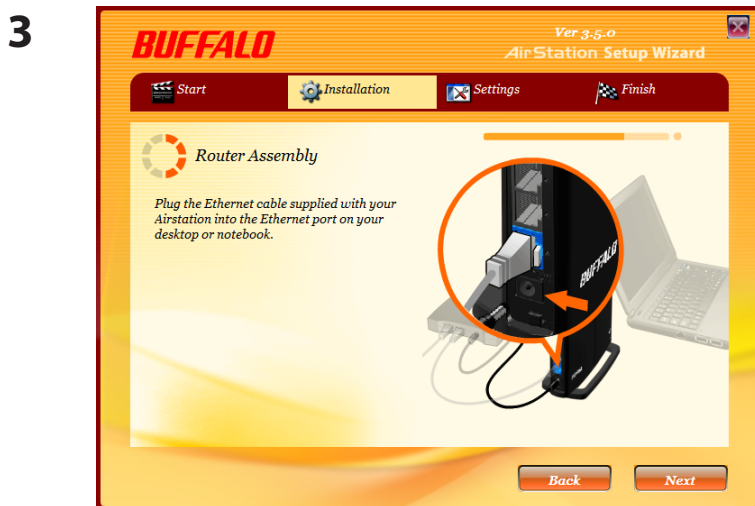 3
BUFFALO
Ver 3.5.0
AirStation Setup Wizard
Start
Installation
Settings
Finish
Router Assembly
Plug the Ethernet cable supplied with your
Airstation into the Ethernet port on your
desktop or notebook.
BUFFALO
Back
Next